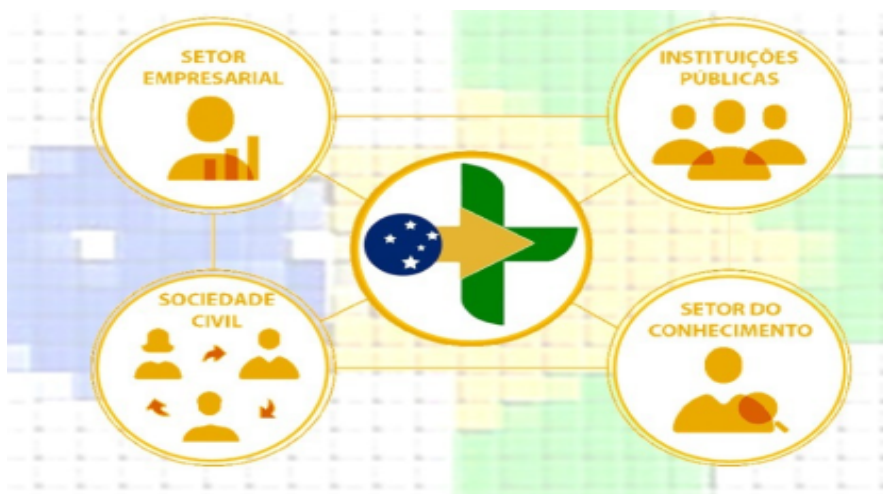 SETOR
EMPRESARIAL
INSTITUIÇÕES
PÚBLICAS
SOCIEDADE
CIVIL
SETOR DO
CONHECIMENTO